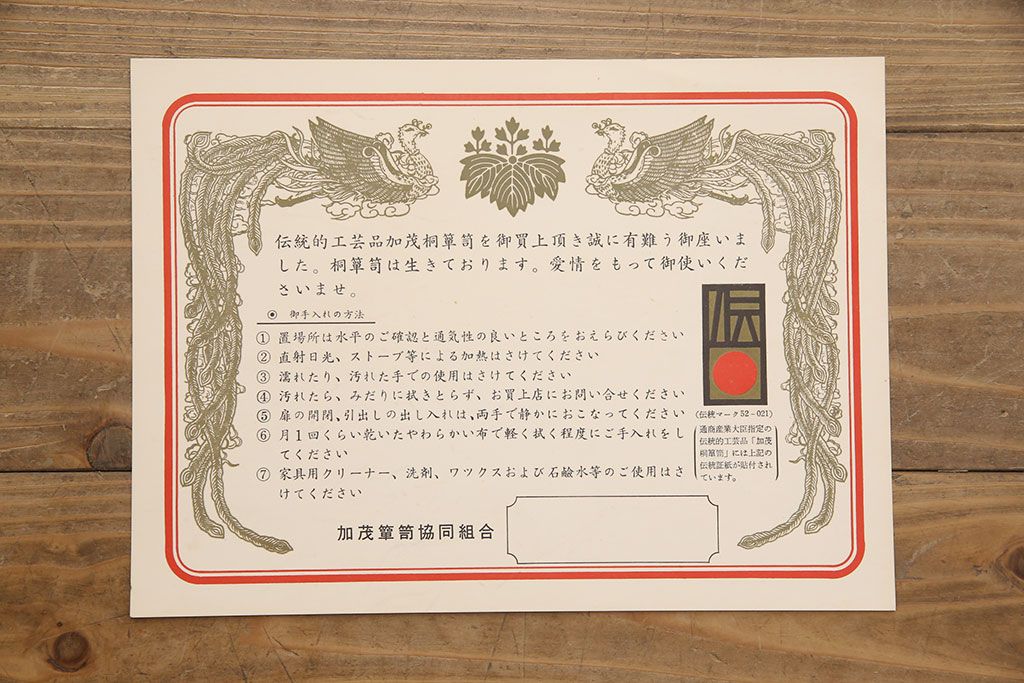 伝統的工芸品加茂桐簞笥を御買上頂き誠に有難う御座いま
した。桐簞笥は生きております。愛情をもって御使いくだ
さいませ。
◉ 御手入れの方法
① 置場所は水平のご確認と通気性の良いところをおえらびください
② 直射日光、ストーブ等による加熱はさけてください
③ 濡れたり、汚れた手での使用はさけてください
④ 汚れたら、みだりに拭きとらず、お買上店にお問い合せください
⑤ 扉の開閉、引出しの出し入れは、両手で静かにおこなってください
⑥ 月1回くらい乾いたやわらかい布で軽く拭く程度にご手入れをし
てください
⑦ 家具用クリーナー、洗剤、ワックスおよび石鹼水等のご使用はさ
けてください
伝
(伝統マーク52-021)
通商産業大臣指定の
伝統的工芸品「加茂
桐簞笥」には上記の
伝統証紙が貼付され
ています。
加茂簞笥協同組合